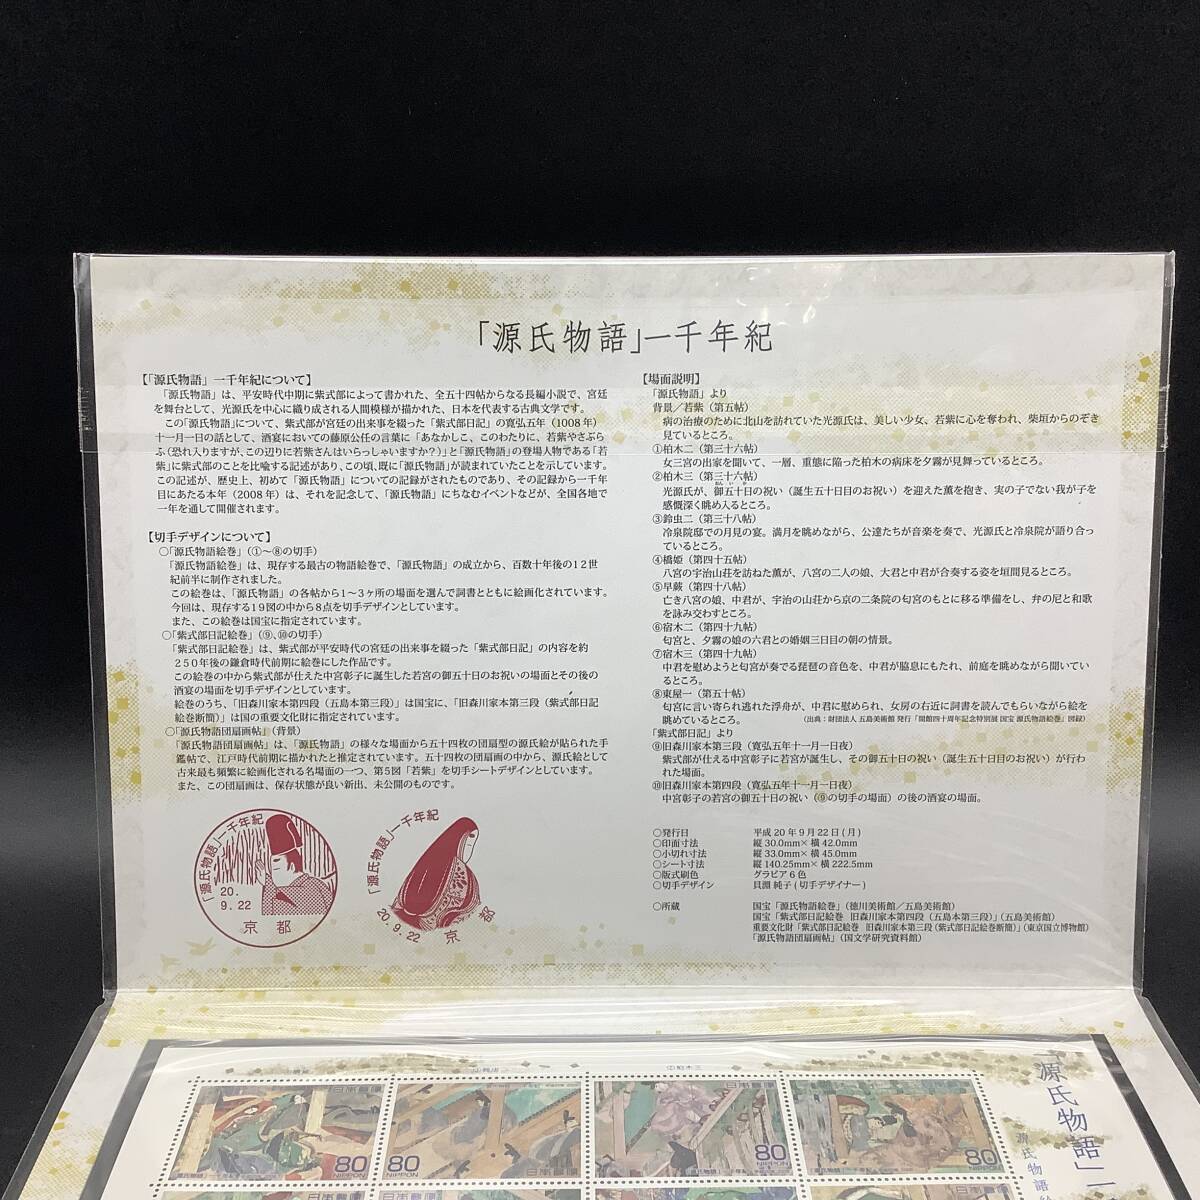 「源氏物語」一千年紀
【「源氏物語」一千年紀について】
「源氏物語」は、平安時代中期に紫式部によって書かれた、全五十四帖からなる長編小説で、宮廷
を舞台として、光源氏を中心に織り成される人間模様が描かれた、日本を代表する古典文学です。
この「源氏物語」について、紫式部が宮廷の出来事を綴った「紫式部日記」の寛弘五年（1008年）
十一月一日の話として、酒宴においての藤原公任の言葉に「あなかしこ、このわたりに、若紫やさぶら
ふ（恐れ入りますが、この辺りに若紫さんはいらっしゃいますか？）」と「源氏物語」の登場人物である「若
紫」に紫式部のことを比喩する記述があり、この頃、既に「源氏物語」が読まれていたことを示しています。
この記述が、歴史上、初めて「源氏物語」についての記録がされたものであり、その記録から一千年
目にあたる本年（2008年）は、それを記念して、「源氏物語」にちなむイベントなどが、全国各地で
一年を通して開催されます。
【切手デザインについて】
○「源氏物語絵巻」（①～⑧の切手）
「源氏物語絵巻」は、現存する最古の物語絵巻で、「源氏物語」の成立から、百数十年後の１２世
紀前半に制作されました。
この絵巻は、「源氏物語」の各帖から１～３ヶ所の場面を選んで詞書とともに絵画化されています。
今回は、現存する１９図の中から８点を切手デザインとしています。
また、この絵巻は国宝に指定されています。
○「紫式部日記絵巻」（⑨、⑩の切手）
「紫式部日記絵巻」は、紫式部が平安時代の宮廷の出来事を綴った「紫式部日記」の内容を約
２５０年後の鎌倉時代前期に絵巻にした作品です。
この絵巻の中から紫式部が仕えた中宮彰子に誕生した若宮の御五十日のお祝いの場面とその後の
酒宴の場面を切手デザインとしています。
絵巻のうち、「旧森川家本第四段（五島本第三段）」は国宝に、「旧森川家本第三段（紫式部日記
絵巻断簡）」は国の重要文化財に指定されています。
○「源氏物語団扇画帖」（背景）
「源氏物語団扇画帖」は、「源氏物語」の様々な場面から五十四枚の団扇型の源氏絵が貼られた手
鑑帖で、江戸時代前期に描かれたと推定されています。五十四枚の団扇画の中から、源氏絵として
古来最も頻繁に絵画化される名場面の一つ、第５図「若紫」を切手シートデザインとしています。
また、この団扇画は、保存状態が良い新出、未公開のものです。
「源氏物語」一千年紀
20.
9.22
京都
「源氏物語」一千年紀
20.9.22 京都
【場面説明】
「源氏物語」より
背景／若紫（第五帖）
病の治療のために北山を訪れていた光源氏は、美しい少女、若紫に心を奪われ、柴垣からのぞき
見ているところ。
①柏木二（第三十六帖）
女三宮の出家を聞いて、一層、重態に陥った柏木の病床を夕霧が見舞っているところ。
②柏木三（第三十六帖）
光源氏が、御五十日の祝い（誕生五十日目のお祝い）を迎えた薫を抱き、実の子でない我が子を
感慨深く眺め入るところ。
③鈴虫二（第三十八帖）
冷泉院邸での月見の宴。満月を眺めながら、公達たちが音楽を奏で、光源氏と冷泉院が語り合っ
ているところ。
④橋姫（第四十五帖）
八宮の宇治山荘を訪ねた薫が、八宮の二人の娘、大君と中君が合奏する姿を垣間見るところ。
⑤早蕨（第四十八帖）
亡き八宮の娘、中君が、宇治の山荘から京の二条院の匂宮のもとに移る準備をし、弁の尼と和歌
を詠み交わすところ。
⑥宿木二（第四十九帖）
匂宮と、夕霧の娘の六君との婚姻三日目の朝の情景。
⑦宿木三（第四十九帖）
中君を慰めようと匂宮が奏でる琵琶の音色を、中君が脇息にもたれ、前庭を眺めながら聞いてい
るところ。
⑧東屋一（第五十帖）
匂宮に言い寄られ逃れた浮舟が、中君に慰められ、女房の右近に詞書を読んでもらいながら絵を
眺めているところ。（出典：財団法人 五島美術館 発行「開館四十周年記念特別展 国宝 源氏物語絵巻」図録）
「紫式部日記」より
⑨旧森川家本第三段（寛弘五年十一月一日夜）
紫式部が仕える中宮彰子に若宮が誕生し、その御五十日の祝い（誕生五十日目のお祝い）が行わ
れた場面。
⑩旧森川家本第四段（寛弘五年十一月一日夜）
中宮彰子の若宮の御五十日の祝い（⑨の切手の場面）の後の酒宴の場面。
○発行日 平成 20 年 9 月 22 日（月）
○印面寸法 縦 30.0mm× 横 42.0mm
○小切れ寸法 縦 33.0mm× 横 45.0mm
○シート寸法 縦 140.25mm× 横 222.5mm
○版式刷色 グラビア 6 色
○切手デザイン 貝淵 純子（切手デザイナー）
○所蔵 国宝「源氏物語絵巻」（徳川美術館／五島美術館）
国宝「紫式部日記絵巻 旧森川家本第四段（五島本第三段）」（五島美術館）
重要文化財「紫式部日記絵巻 旧森川家本第三段（紫式部日記絵巻断簡）」（東京国立博物館）
「源氏物語団扇画帖」（国文学研究資料館）
②柏木三
日本郵便
80
NIPPON
日本郵便
80
NIPPON
日本郵便
80
NIPPON
80
NIPPON
源氏物語一
源氏物語